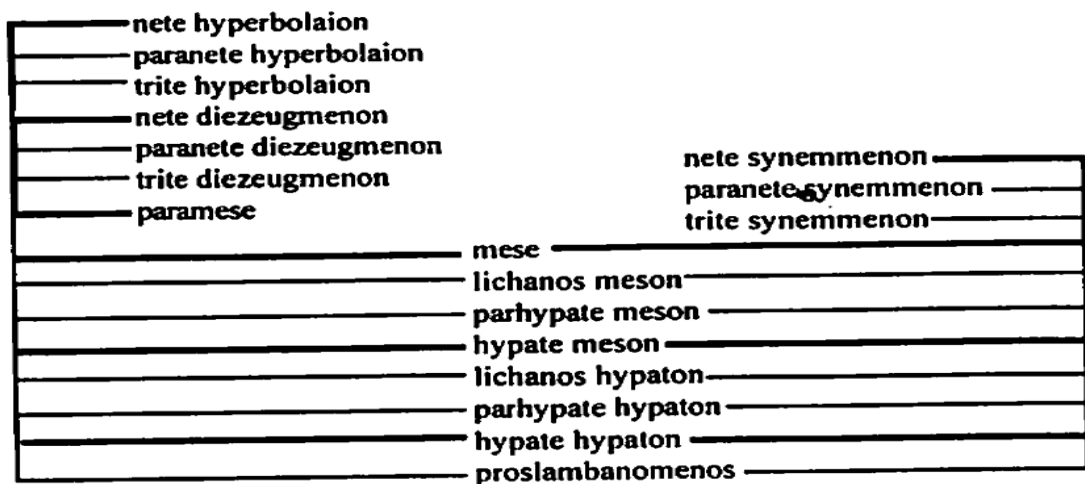 nete hyperbolaion
paranete hyperbolaion
trite hyperbolaion
nete diezeugmenon
paranete diezeugmenon
trite diezeugmenon
paramese
nete synemmenon
paranete synemmenon
trite synemmenon
mese
lichanos meson
parhypate meson
hypate meson
lichanos hypaton
parhypate hypaton
hypate hypaton
proslambanomenos